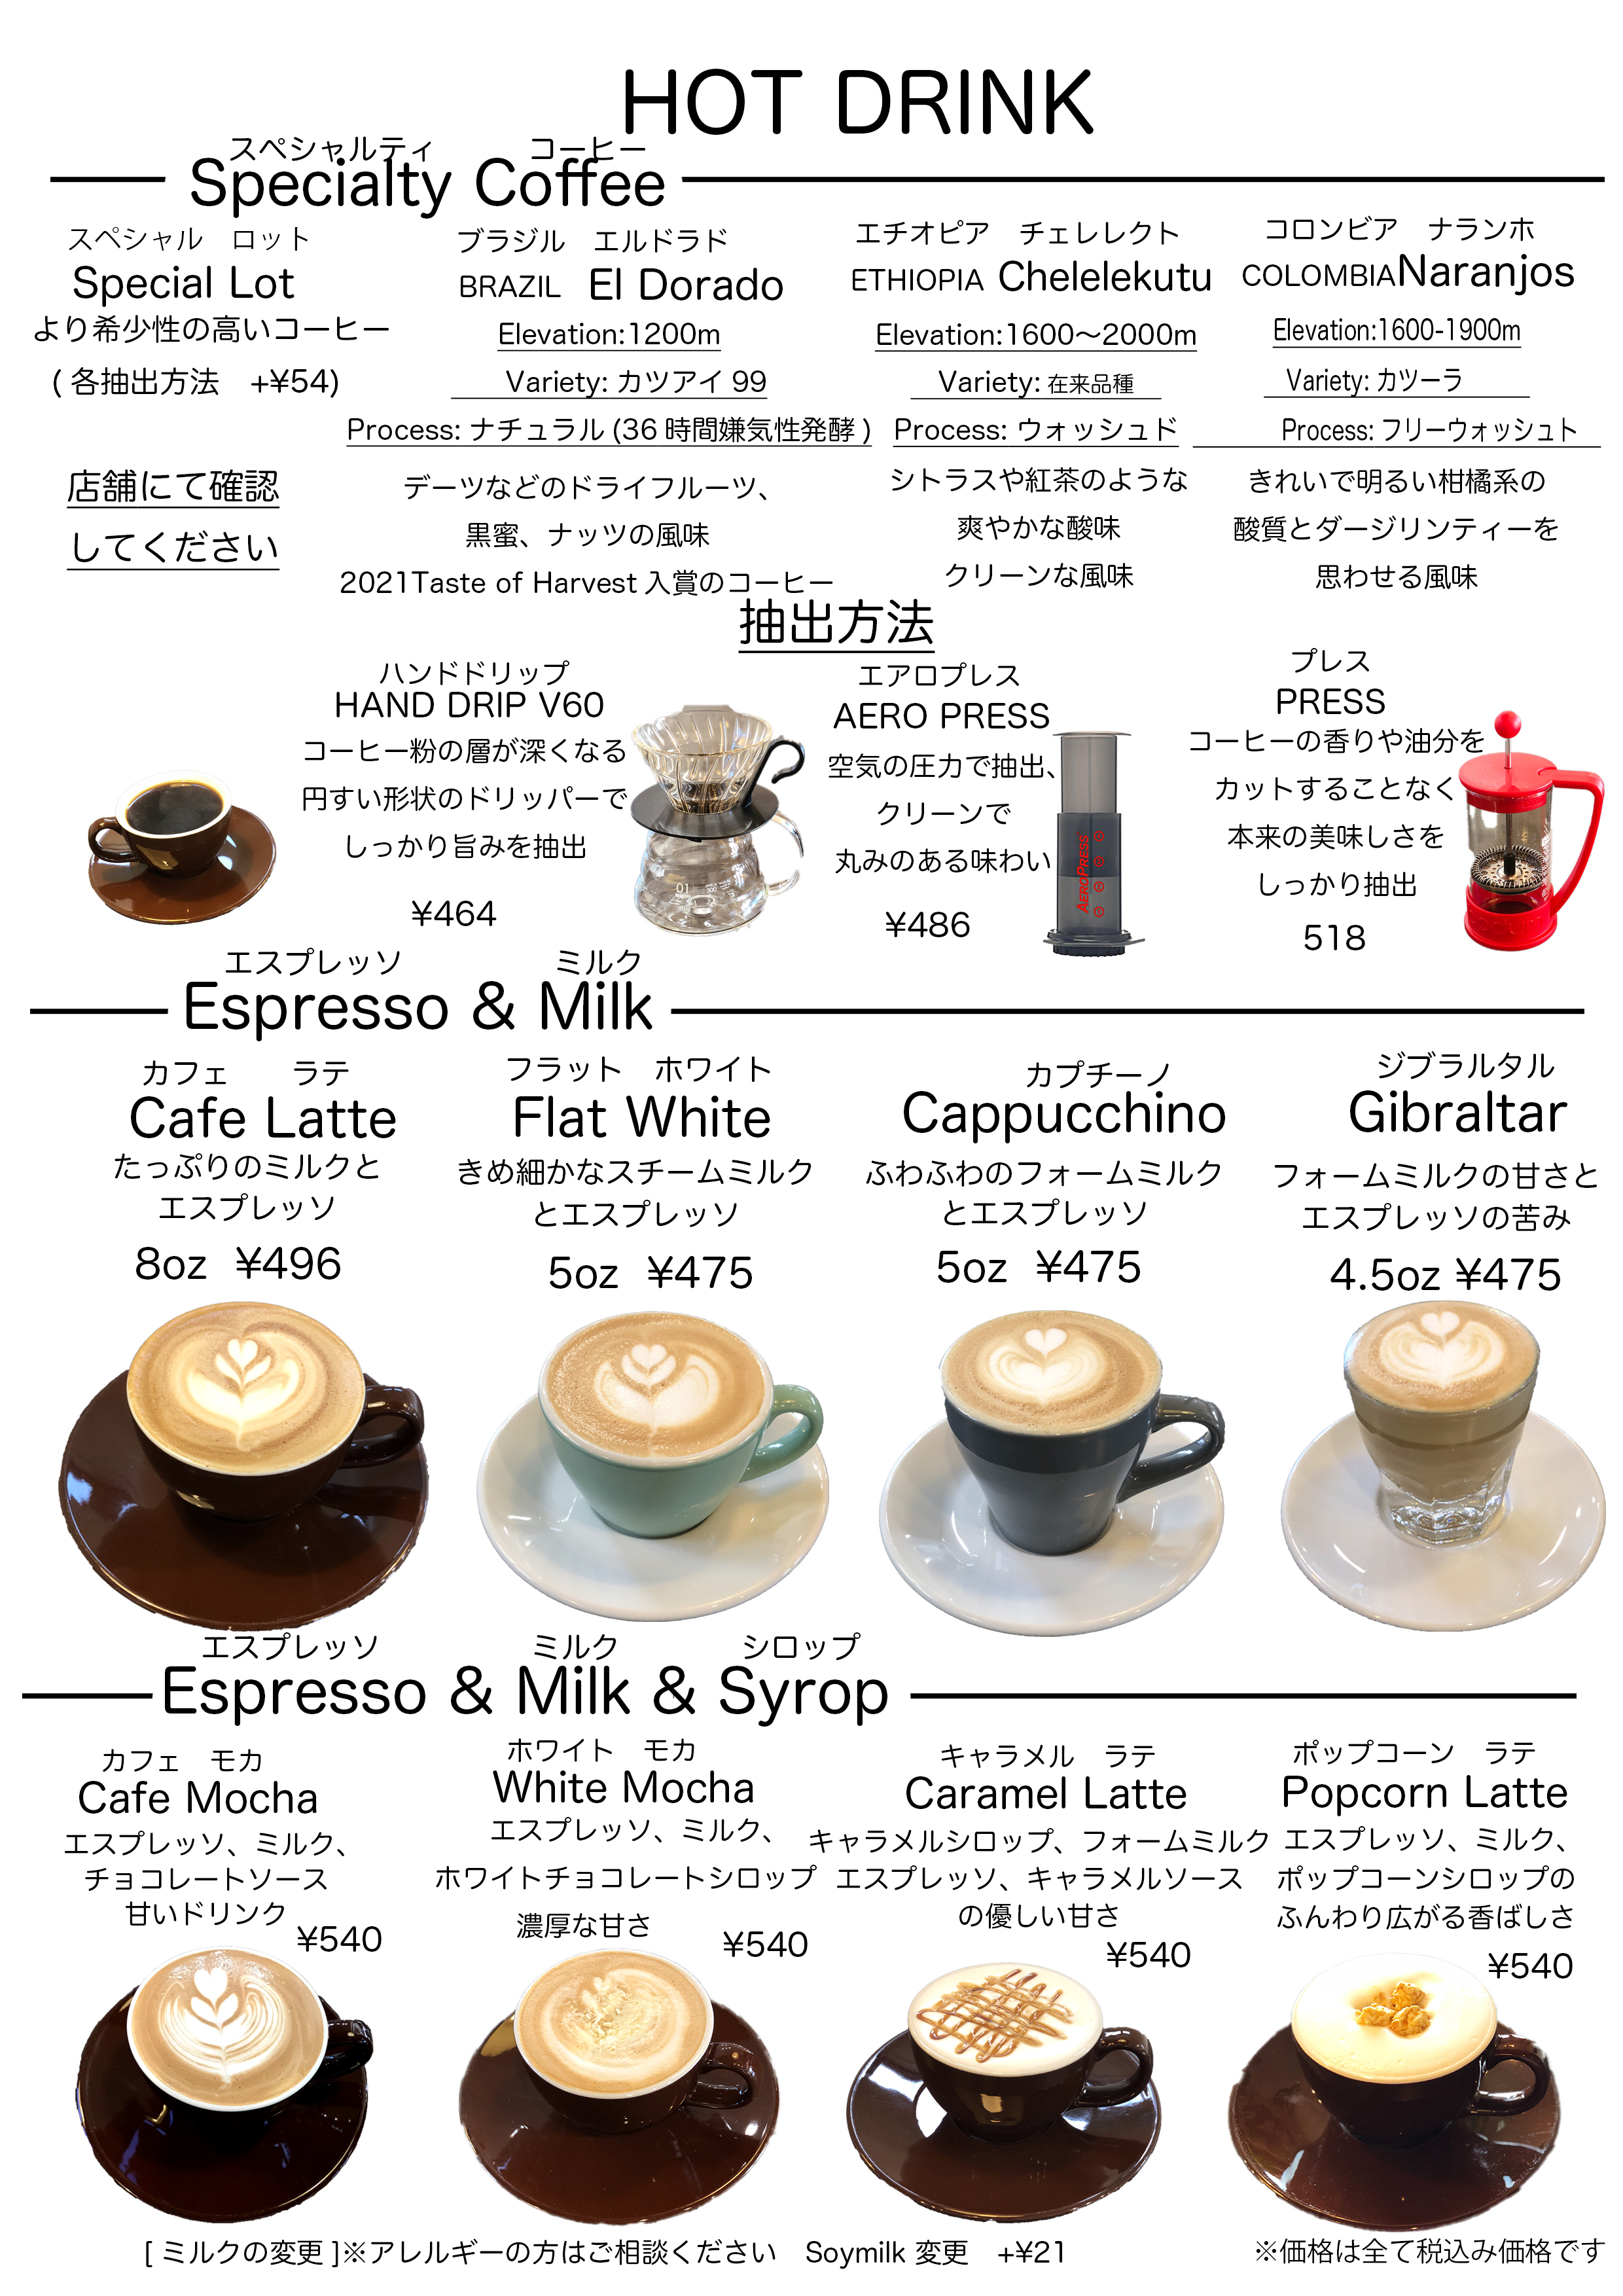 HOT DRINK
スペシャルティ コーヒー
Specialty Coffee
スペシャル ロット
Special Lot
より希少性の高いコーヒー
( 各抽出方法 +¥54)
店舗にて確認
してください
ブラジル エルドラド
BRAZIL El Dorado
Elevation:1200m
Variety: カツアイ 99
Process: ナチュラル (36 時間嫌気性発酵 )
デーツなどのドライフルーツ、
黒蜜、ナッツの風味
2021Taste of Harvest 入賞のコーヒー
エチオピア チェレレクト
ETHIOPIA Chelelekutu
Elevation:1600〜2000m
Variety: 在来品種
Process: ウォッシュド
シトラスや紅茶のような
爽やかな酸味
クリーンな風味
コロンビア ナランホ
COLOMBIANaranjos
Elevation:1600-1900m
Variety: カツーラ
Process: フリーウォッシュト
きれいで明るい柑橘系の
酸質とダージリンティーを
思わせる風味
抽出方法
ハンドドリップ
HAND DRIP V60
コーヒー粉の層が深くなる
円すい形状のドリッパーで
しっかり旨みを抽出
¥464
01
エアロプレス
AERO PRESS
空気の圧力で抽出、
クリーンで
丸みのある味わい
¥486
AEROPRESS
プレス
PRESS
コーヒーの香りや油分を
カットすることなく
本来の美味しさを
しっかり抽出
518
エスプレッソ ミルク
Espresso & Milk
カフェ ラテ
Cafe Latte
たっぷりのミルクと
エスプレッソ
8oz ¥496
フラット ホワイト
Flat White
きめ細かなスチームミルク
とエスプレッソ
5oz ¥475
カプチーノ
Cappucchino
ふわふわのフォームミルク
とエスプレッソ
5oz ¥475
ジブラルタル
Gibraltar
フォームミルクの甘さと
エスプレッソの苦み
4.5oz ¥475
エスプレッソ ミルク シロップ
Espresso & Milk & Syrop
カフェ モカ
Cafe Mocha
エスプレッソ、ミルク、
チョコレートソース
甘いドリンク
¥540
ホワイト モカ
White Mocha
エスプレッソ、ミルク、
ホワイトチョコレートシロップ
濃厚な甘さ
¥540
キャラメル ラテ
Caramel Latte
キャラメルシロップ、フォームミルク
エスプレッソ、キャラメルソース
の優しい甘さ
¥540
ポップコーン ラテ
Popcorn Latte
エスプレッソ、ミルク、
ポップコーンシロップの
ふんわり広がる香ばしさ
¥540
[ ミルクの変更 ]※アレルギーの方はご相談ください Soymilk 変更 +¥21
※価格は全て税込み価格です